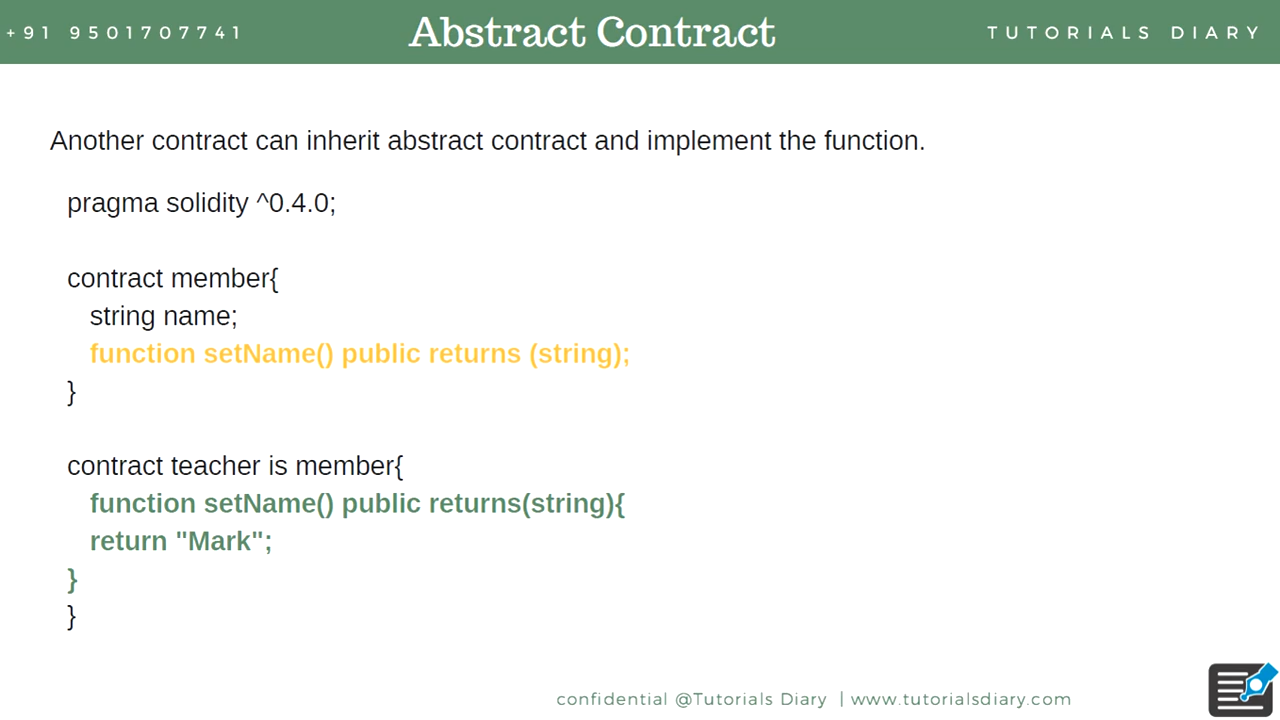 +91 9501707741
Abstract Contract
TUTORIALS DIARY
Another contract can inherit abstract contract and implement the function.
pragma solidity ^0.4.0;
contract member{
string name;
function setName() public returns (string);
}
contract teacher is member{
function setName() public returns(string){
return "Mark";
}
}
confidential @Tutorials Diary | www.tutorialsdiary.com